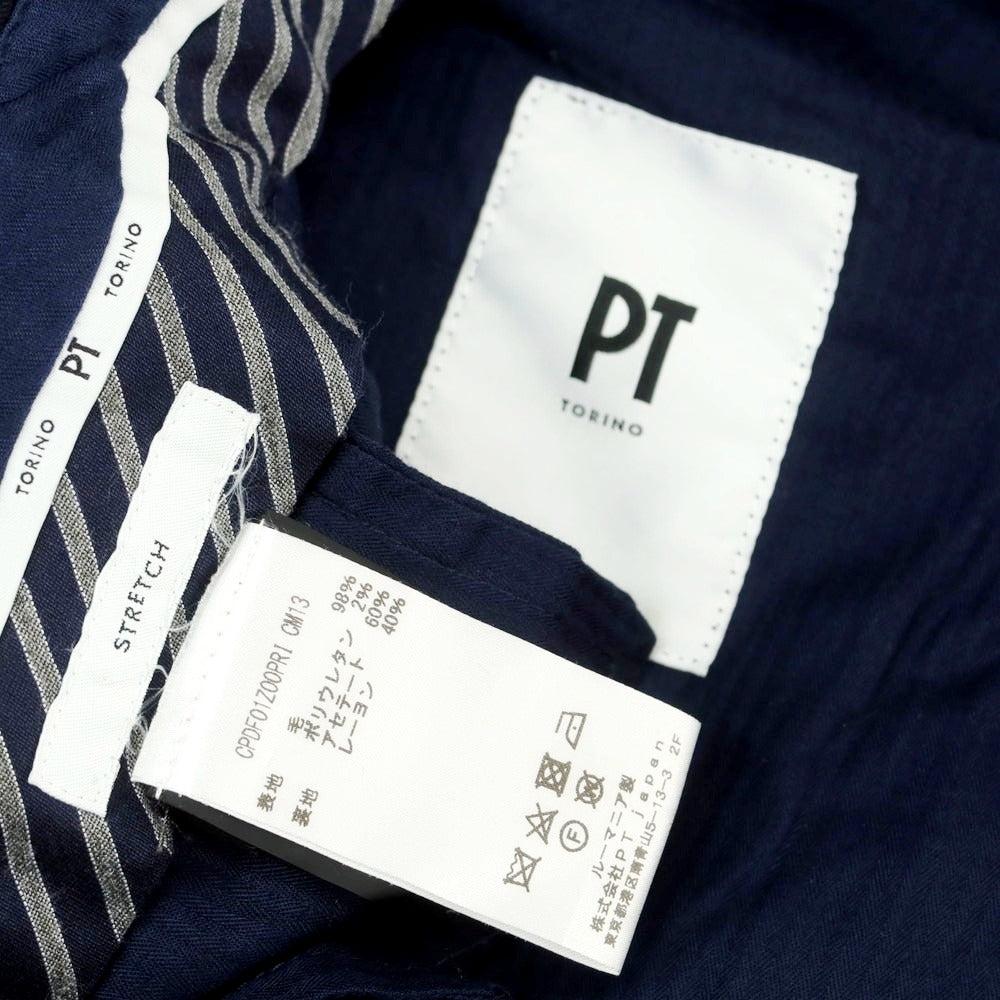 TORINO
PT
TORINO
PT
TORINO
STRETCH
CPDF01Z00PRI CM13
表地 毛 98%
ポリウレタン 2%
裏地 アセテート 60%
レーヨン 40%
F
ルーマニア製
株式会社PT japan
東京都港区南青山5-13-3 2F